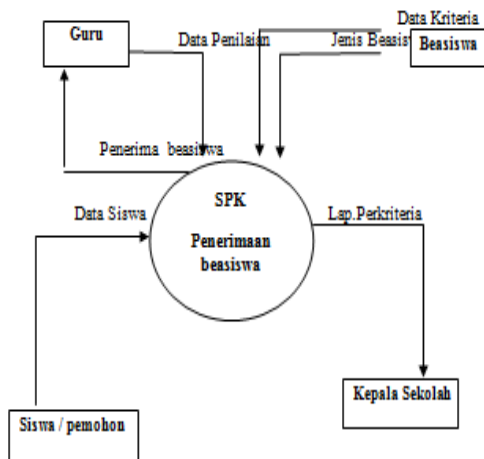 Data Kriteria
Guru
Data Penilaian
Jenis
Beasiswa
Penerima beasiswa
SPK
Data Siswa
Lap.Perkriteria
Penerimaan
beasiswa
Kepala Sekolah
Siswa / pemohon